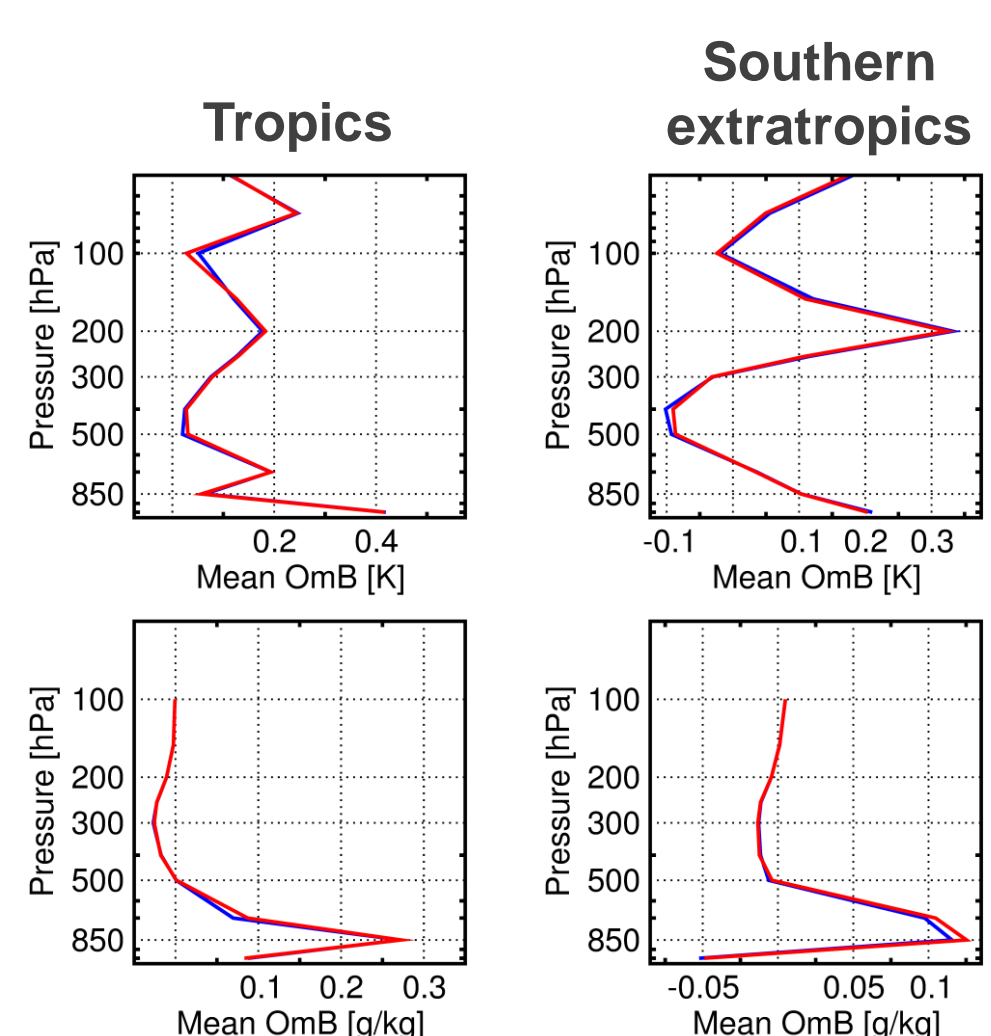 Tropics
Southern
extratropics
Pressure [hPa]
100
200
300
500
850
0.2 0.4
Mean OmB [K]
Pressure [hPa]
100
200
300
500
850
-0.1 0.1 0.2 0.3
Mean OmB [K]
Pressure [hPa]
100
200
300
500
850
0.1 0.2 0.3
Mean OmB [g/kg]
Pressure [hPa]
100
200
300
500
850
-0.05 0.05 0.1
Mean OmB [g/kg]